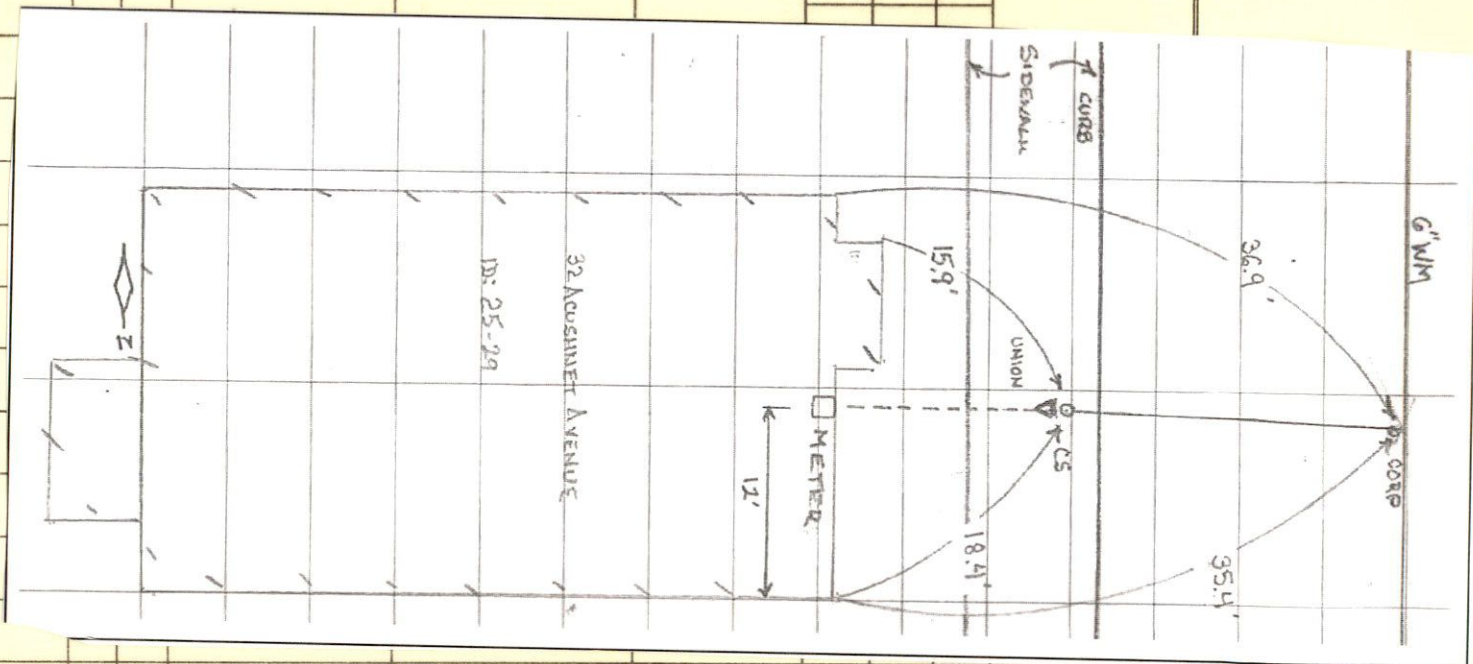 6" WM
CORP
36.9'
35.4'
CURB
SIDEWALK
CS
UNION
15.9'
18.4'
METER
12'
32 ACUSHNET AVENUE
ID: 25-29
N